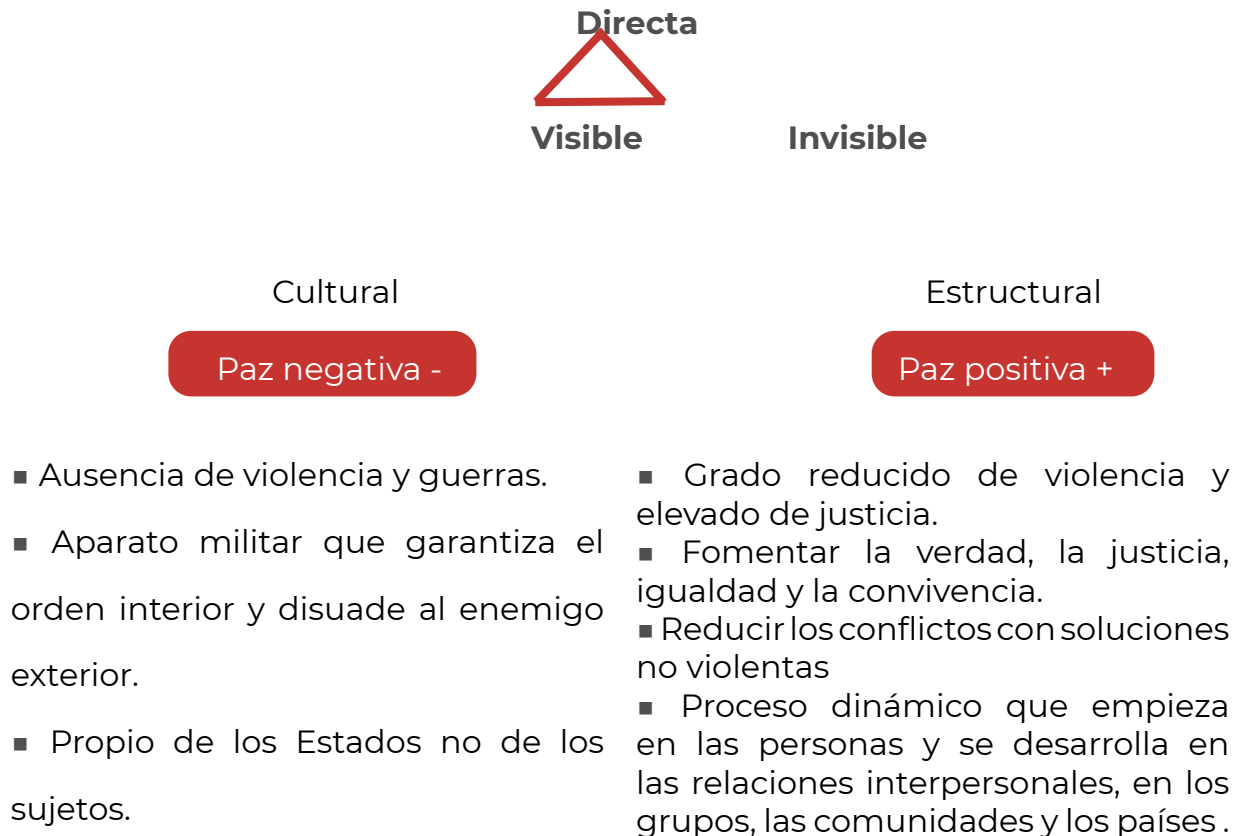 Directa
Visible
Invisible
Cultural
Estructural
Paz negativa -
Paz positiva +
▪ Ausencia de violencia y guerras.
▪ Aparato militar que garantiza el
orden interior y disuade al enemigo
exterior.
▪ Propio de los Estados no de los
sujetos.
▪ Grado reducido de violencia y
elevado de justicia.
▪ Fomentar la verdad, la justicia,
igualdad y la convivencia.
▪ Reducir los conflictos con soluciones
no violentas
▪ Proceso dinámico que empieza
en las personas y se desarrolla en
las relaciones interpersonales, en los
grupos, las comunidades y los países .